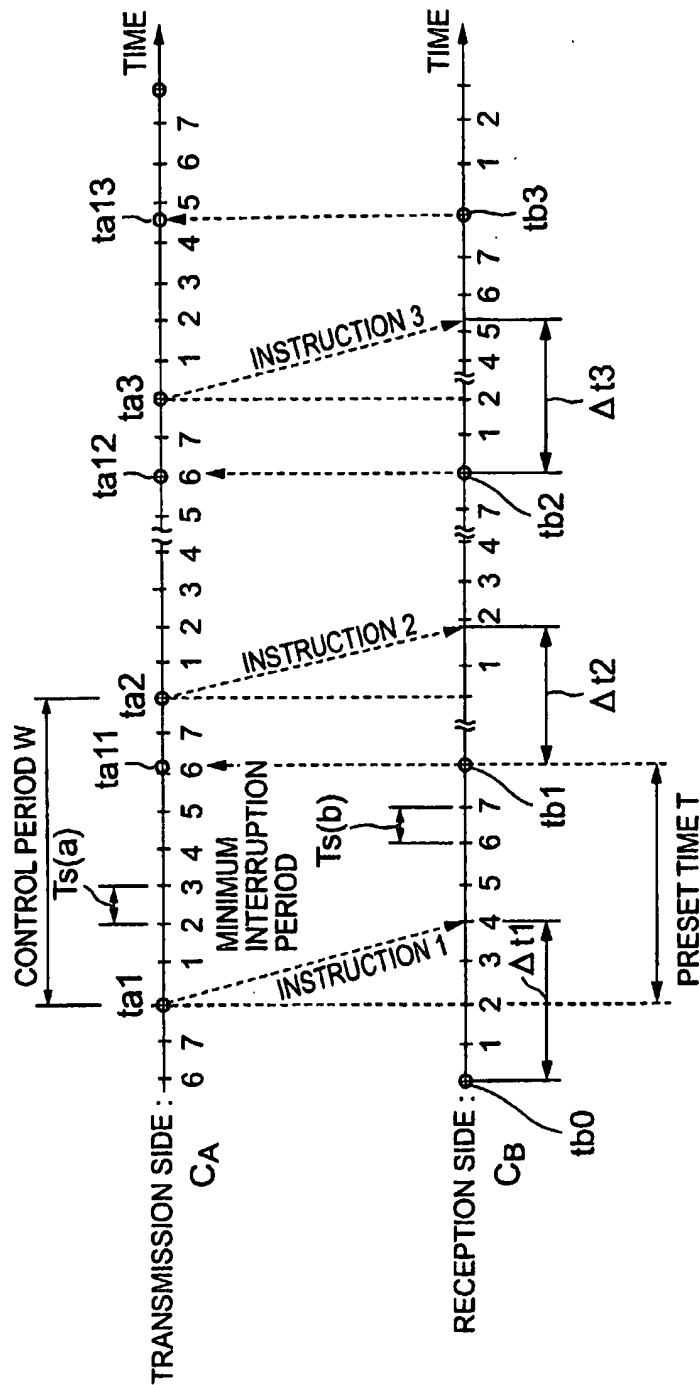 CONTROL PERIOD W
Ts(a)
ta1
ta11
ta2
ta12
ta3
ta13
TIME
TRANSMISSION SIDE :
CA
6 7 1 2 3 4 5 6 7 1 2 3 4 5 6 7 1 2 3 4 5 6 7
MINIMUM
INTERRUPTION
PERIOD
INSTRUCTION 1
INSTRUCTION 2
INSTRUCTION 3
Ts(b)
TIME
RECEPTION SIDE :
CB
1 2 3 4 5 6 7 1 2 3 4 7 1 2 4 5 6 7 1 2
tb0
Δt1
tb1
Δt2
tb2
Δt3
tb3
PRESET TIME T